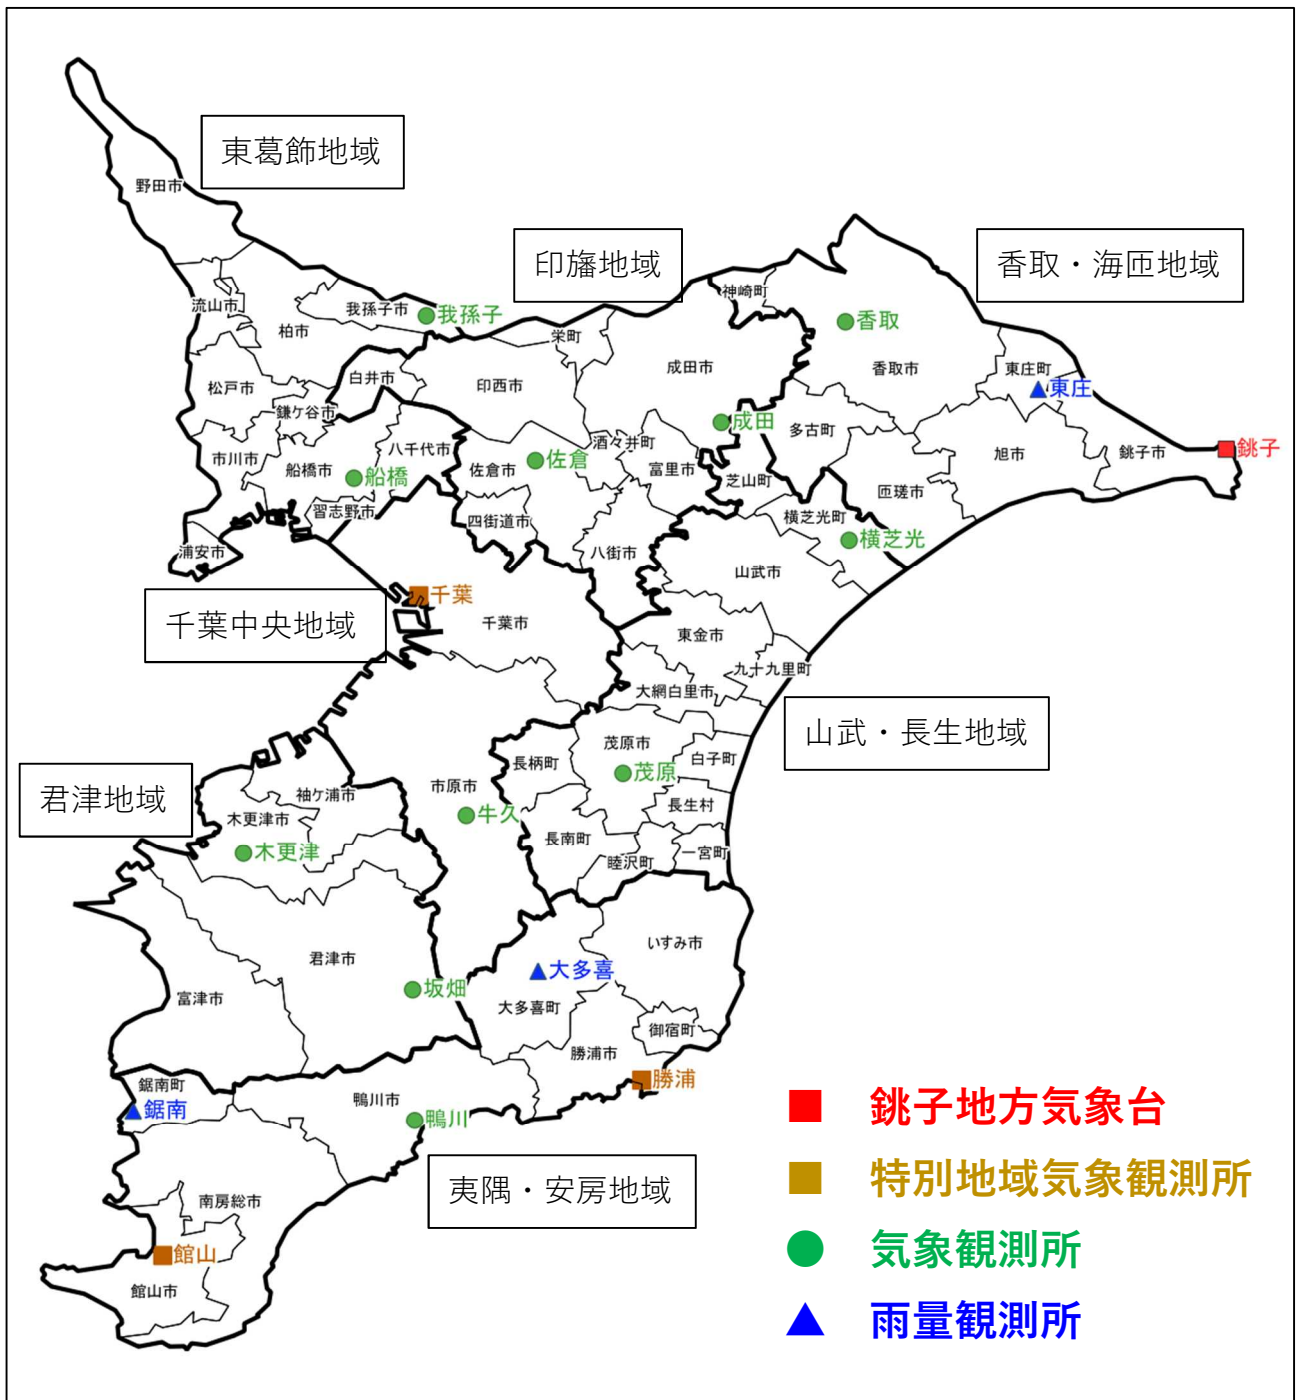 東葛飾地域
野田市
印旛地域
香取・海匝地域
神崎町
流山市
我孫子市
我孫子
香取
柏市
栄町
成田市
香取市
東庄町
東庄
白井市
印西市
松戸市
鎌ケ谷市
成田
多古町
酒々井町
八千代市
市川市
船橋市
船橋
佐倉市
佐倉
富里市
芝山町
旭市
銚子市
銚子
匝瑳市
習志野市
四街道市
横芝光町
横芝光
浦安市
八街市
山武市
千葉
千葉市
千葉中央地域
東金市
九十九里町
大網白里市
山武・長生地域
茂原市
茂原
白子町
長柄町
君津地域
袖ケ浦市
市原市
牛久
長生村
木更津市
木更津
長南町
睦沢町
一宮町
いすみ市
君津市
坂畑
大多喜
大多喜町
富津市
御宿町
勝浦市
勝浦
鋸南町
鋸南
鴨川市
鴨川
夷隅・安房地域
南房総市
館山
館山市
銚子地方気象台
特別地域気象観測所
気象観測所
雨量観測所